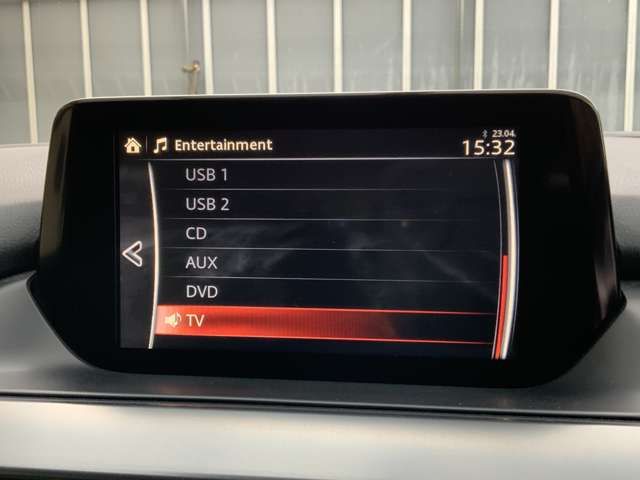 23.04.
Entertainment
15:32
USB 1
USB 2
CD
AUX
DVD
TV